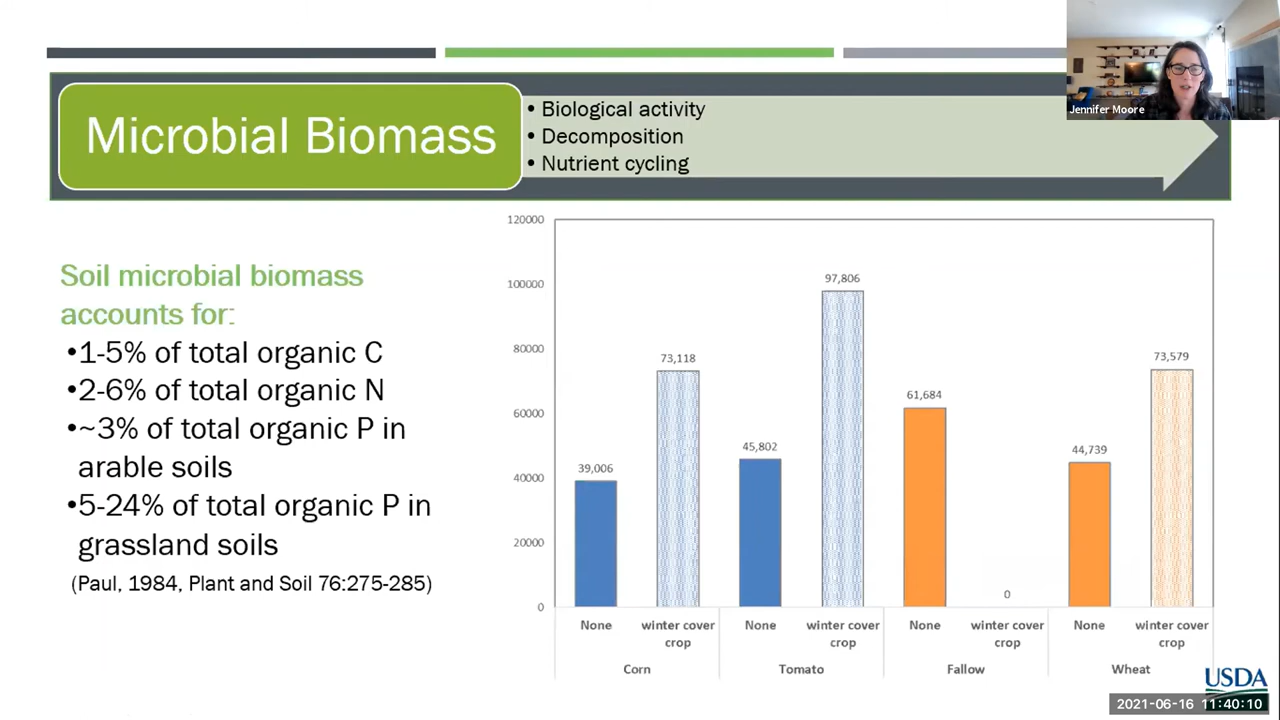 Jennifer Moore
Microbial Biomass
• Biological activity
• Decomposition
• Nutrient cycling
Soil microbial biomass
accounts for:
•1-5% of total organic C
•2-6% of total organic N
•~3% of total organic P in
arable soils
•5-24% of total organic P in
grassland soils
(Paul, 1984, Plant and Soil 76:275-285)
120000
100000
80000
60000
40000
20000
0
39,006
73,118
45,802
97,806
61,684
0
44,739
73,579
None
winter cover
crop
None
winter cover
crop
None
winter cover
crop
None
winter cover
crop
Corn
Tomato
Fallow
Wheat
USDA
2021-06-16 11:40:10